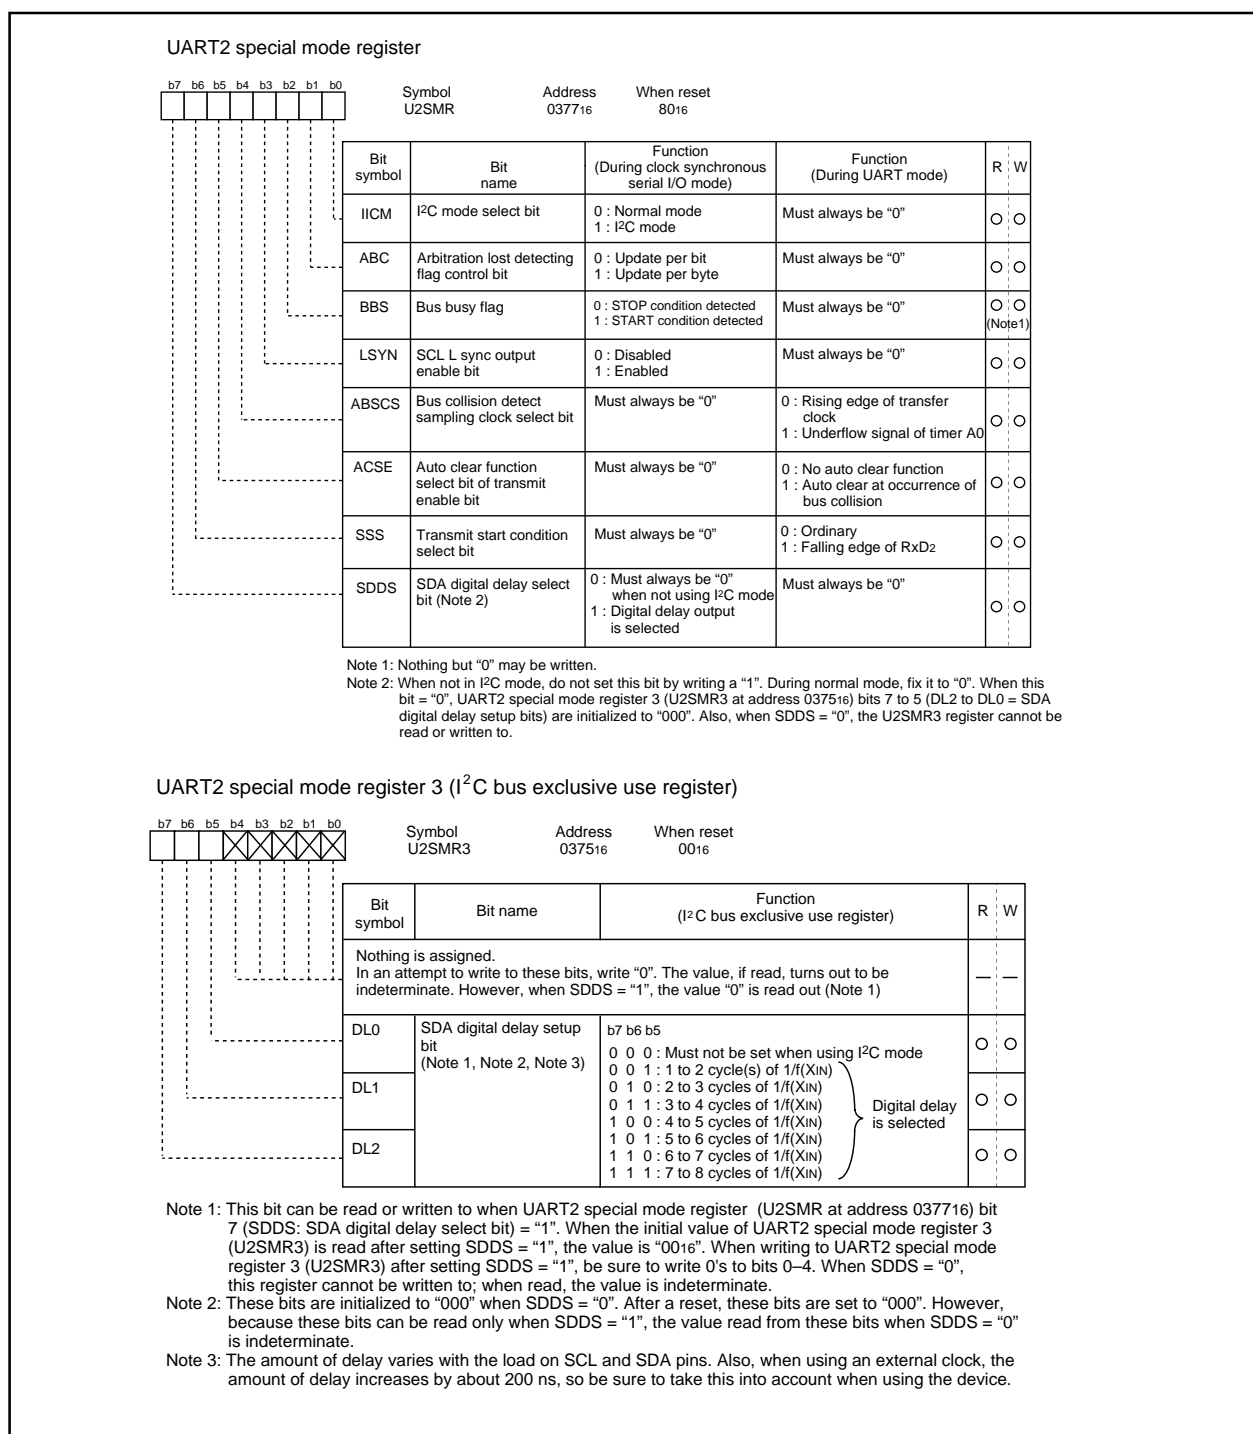 UART2 special mode register
b7 b6 b5 b4 b3 b2 b1 b0
Symbol Address When reset
U2SMR 037716 8016
Bit symbol Bit name Function (During clock synchronous serial I/O mode) Function (During UART mode) R W
IICM I2C mode select bit 0 : Normal mode Must always be “0”
1 : I2C mode
ABC Arbitration lost detecting 0 : Update per bit Must always be “0”
flag control bit 1 : Update per byte
BBS Bus busy flag 0 : STOP condition detected Must always be “0”
1 : START condition detected (Note1)
LSYN SCL L sync output 0 : Disabled Must always be “0”
enable bit 1 : Enabled
ABSCS Bus collision detect Must always be “0” 0 : Rising edge of transfer
sampling clock select bit clock
1 : Underflow signal of timer A0
ACSE Auto clear function Must always be “0” 0 : No auto clear function
select bit of transmit 1 : Auto clear at occurrence of
enable bit bus collision
SSS Transmit start condition Must always be “0” 0 : Ordinary
select bit 1 : Falling edge of RxD2
SDDS SDA digital delay select 0 : Must always be “0” Must always be “0”
bit (Note 2) when not using I2C mode
1 : Digital delay output
is selected
Note 1: Nothing but “0” may be written.
Note 2: When not in I2C mode, do not set this bit by writing a “1”. During normal mode, fix it to “0”. When this
bit = “0”, UART2 special mode register 3 (U2SMR3 at address 037516) bits 7 to 5 (DL2 to DL0 = SDA
digital delay setup bits) are initialized to “000”. Also, when SDDS = “0”, the U2SMR3 register cannot be
read or written to.
UART2 special mode register 3 (I2C bus exclusive use register)
b7 b6 b5 b4 b3 b2 b1 b0
Symbol Address When reset
U2SMR3 037516 0016
Bit symbol Bit name Function (I2C bus exclusive use register) R W
Nothing is assigned.
In an attempt to write to these bits, write “0”. The value, if read, turns out to be
indeterminate. However, when SDDS = “1”, the value “0” is read out (Note 1) — —
DL0 SDA digital delay setup b7 b6 b5
bit
(Note 1, Note 2, Note 3) 0 0 0 : Must not be set when using I2C mode
0 0 1 : 1 to 2 cycle(s) of 1/f(XIN)
DL1 0 1 0 : 2 to 3 cycles of 1/f(XIN)
0 1 1 : 3 to 4 cycles of 1/f(XIN) Digital delay
1 0 0 : 4 to 5 cycles of 1/f(XIN) is selected
1 0 1 : 5 to 6 cycles of 1/f(XIN)
DL2 1 1 0 : 6 to 7 cycles of 1/f(XIN)
1 1 1 : 7 to 8 cycles of 1/f(XIN)
Note 1: This bit can be read or written to when UART2 special mode register (U2SMR at address 037716) bit
7 (SDDS: SDA digital delay select bit) = “1”. When the initial value of UART2 special mode register 3
(U2SMR3) is read after setting SDDS = “1”, the value is “0016”. When writing to UART2 special mode
register 3 (U2SMR3) after setting SDDS = “1”, be sure to write 0's to bits 0–4. When SDDS = “0”,
this register cannot be written to; when read, the value is indeterminate.
Note 2: These bits are initialized to “000” when SDDS = “0”. After a reset, these bits are set to “000”. However,
because these bits can be read only when SDDS = “1”, the value read from these bits when SDDS = “0”
is indeterminate.
Note 3: The amount of delay varies with the load on SCL and SDA pins. Also, when using an external clock, the
amount of delay increases by about 200 ns, so be sure to take this into account when using the device.